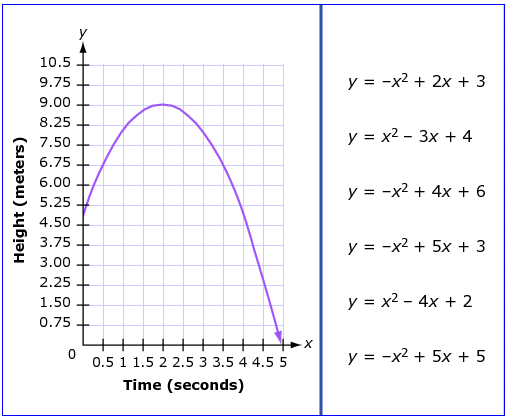 y
10.5
9.75
9.00
8.25
7.50
6.75
6.00
5.25
4.50
3.75
3.00
2.25
1.50
0.75
0
0.5 1 1.5 2 2.5 3 3.5 4 4.5 5
x
Height (meters)
Time (seconds)
y = –x² + 2x + 3
y = x² – 3x + 4
y = –x² + 4x + 6
y = –x² + 5x + 3
y = x² – 4x + 2
y = –x² + 5x + 5